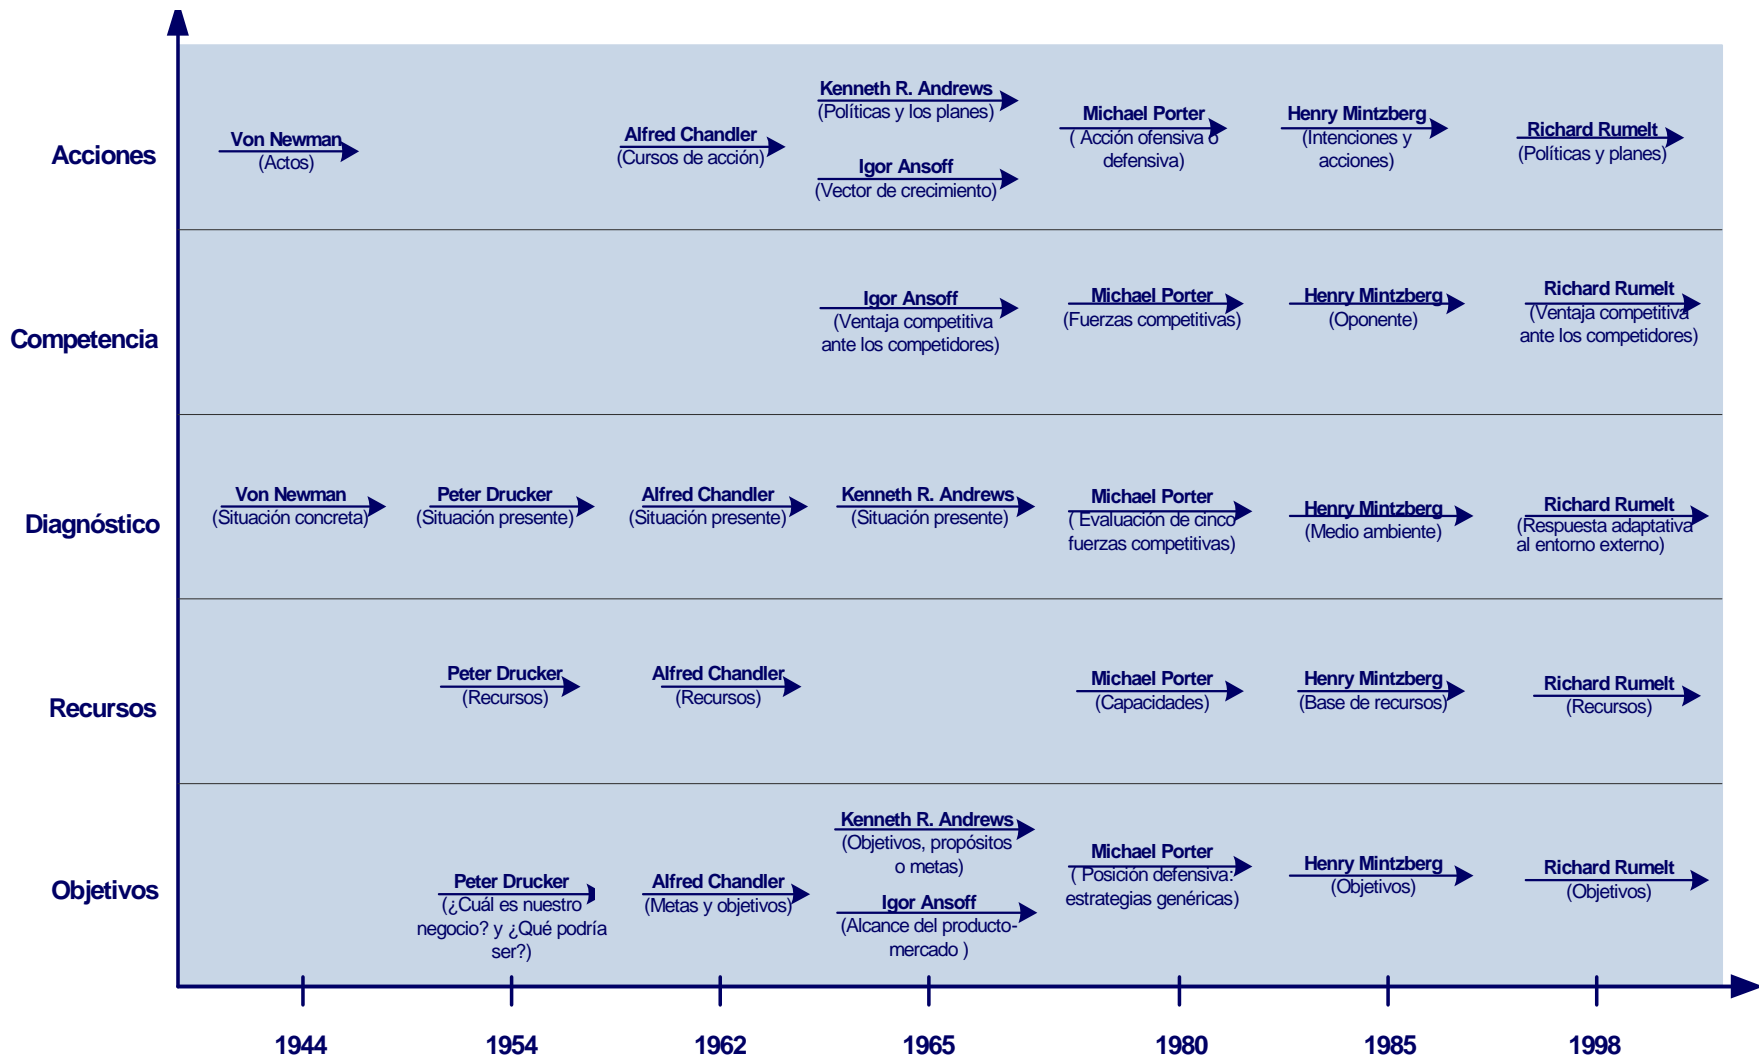 Acciones
Von Newman
(Actos)
Alfred Chandler
(Cursos de acción)
Kenneth R. Andrews
(Políticas y los planes)
Igor Ansoff
(Vector de crecimiento)
Michael Porter
( Acción ofensiva o
defensiva)
Henry Mintzberg
(Intenciones y
acciones)
Richard Rumelt
(Políticas y planes)
Competencia
Igor Ansoff
(Ventaja competitiva
ante los competidores)
Michael Porter
(Fuerzas competitivas)
Henry Mintzberg
(Oponente)
Richard Rumelt
(Ventaja competitiva
ante los competidores)
Diagnóstico
Von Newman
(Situación concreta)
Peter Drucker
(Situación presente)
Alfred Chandler
(Situación presente)
Kenneth R. Andrews
(Situación presente)
Michael Porter
( Evaluación de cinco
fuerzas competitivas)
Henry Mintzberg
(Medio ambiente)
Richard Rumelt
(Respuesta adaptativa
al entorno externo)
Recursos
Peter Drucker
(Recursos)
Alfred Chandler
(Recursos)
Michael Porter
(Capacidades)
Henry Mintzberg
(Base de recursos)
Richard Rumelt
(Recursos)
Objetivos
Peter Drucker
(¿Cuál es nuestro
negocio? y ¿Qué podría
ser?)
Alfred Chandler
(Metas y objetivos)
Kenneth R. Andrews
(Objetivos, propósitos
o metas)
Igor Ansoff
(Alcance del producto-
mercado )
Michael Porter
( Posición defensiva:
estrategias genéricas)
Henry Mintzberg
(Objetivos)
Richard Rumelt
(Objetivos)
1944
1954
1962
1965
1980
1985
1998